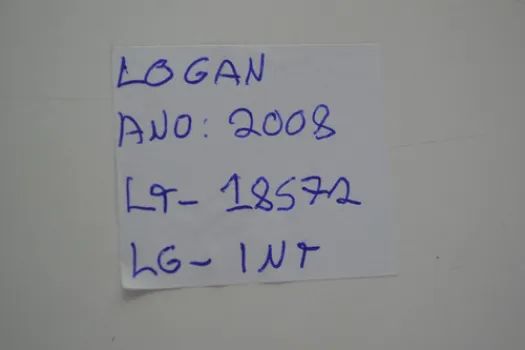 LOGAN
ANO: 2008
LT- 18572
LG- INT